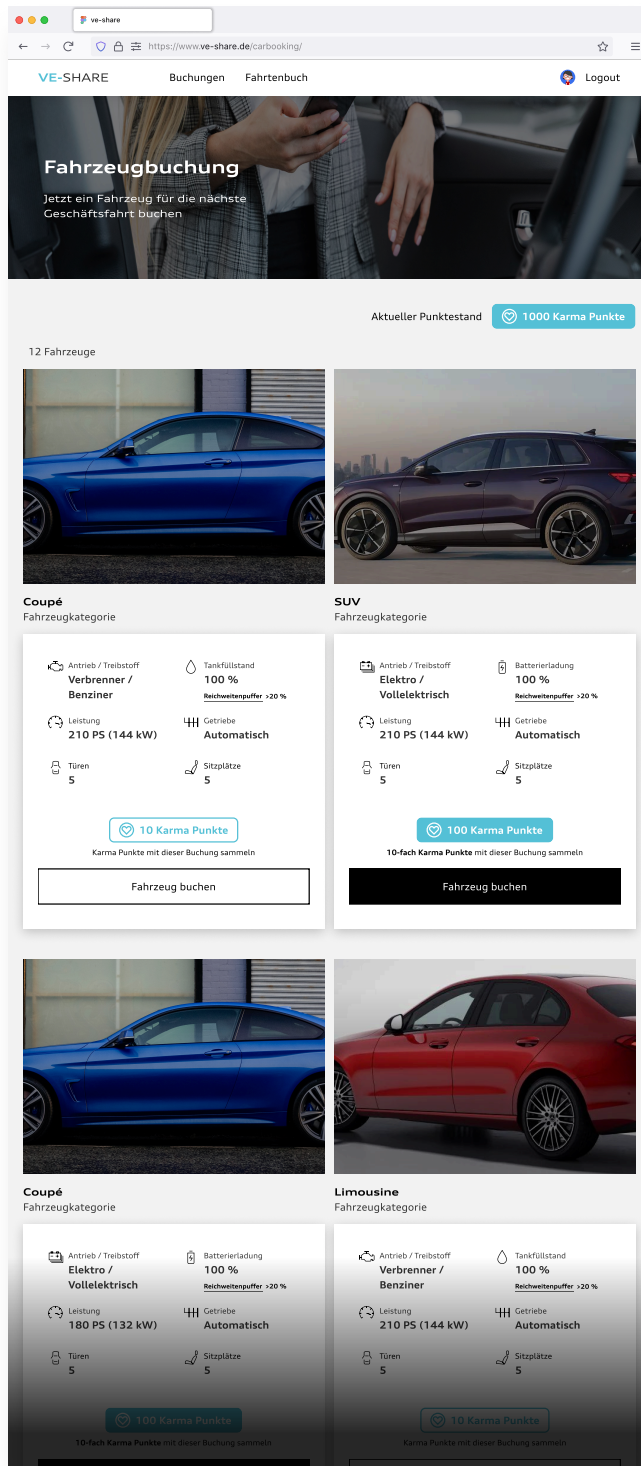 ve-share
https://www.ve-share.de/carbooking/
VE-SHARE
Buchungen
Fahrtenbuch
Logout
Fahrzeugbuchung
Jetzt ein Fahrzeug für die nächste
Geschäftsfahrt buchen
Aktueller Punktestand
1000 Karma Punkte
12 Fahrzeuge
Coupé
Fahrzeugkategorie
Antrieb / Treibstoff
Verbrenner /
Benziner
Tankfüllstand
100 %
Reichweitenpuffer >20 %
Leistung
210 PS (144 kW)
Getriebe
Automatisch
Türen
5
Sitzplätze
5
10 Karma Punkte
Karma Punkte mit dieser Buchung sammeln
Fahrzeug buchen
SUV
Fahrzeugkategorie
Antrieb / Treibstoff
Elektro /
Vollelektrisch
Batterierladung
100 %
Reichweitenpuffer >20 %
Leistung
210 PS (144 kW)
Getriebe
Automatisch
Türen
5
Sitzplätze
5
100 Karma Punkte
10-fach Karma Punkte mit dieser Buchung sammeln
Fahrzeug buchen
Coupé
Fahrzeugkategorie
Antrieb / Treibstoff
Elektro /
Vollelektrisch
Batterierladung
100 %
Reichweitenpuffer >20 %
Leistung
180 PS (132 kW)
Getriebe
Automatisch
Türen
5
Sitzplätze
5
100 Karma Punkte
10-fach Karma Punkte mit dieser Buchung sammeln
Limousine
Fahrzeugkategorie
Antrieb / Treibstoff
Verbrenner /
Benziner
Tankfüllstand
100 %
Reichweitenpuffer >20 %
Leistung
210 PS (144 kW)
Getriebe
Automatisch
Türen
5
Sitzplätze
5
10 Karma Punkte
Karma Punkte mit dieser Buchung sammeln